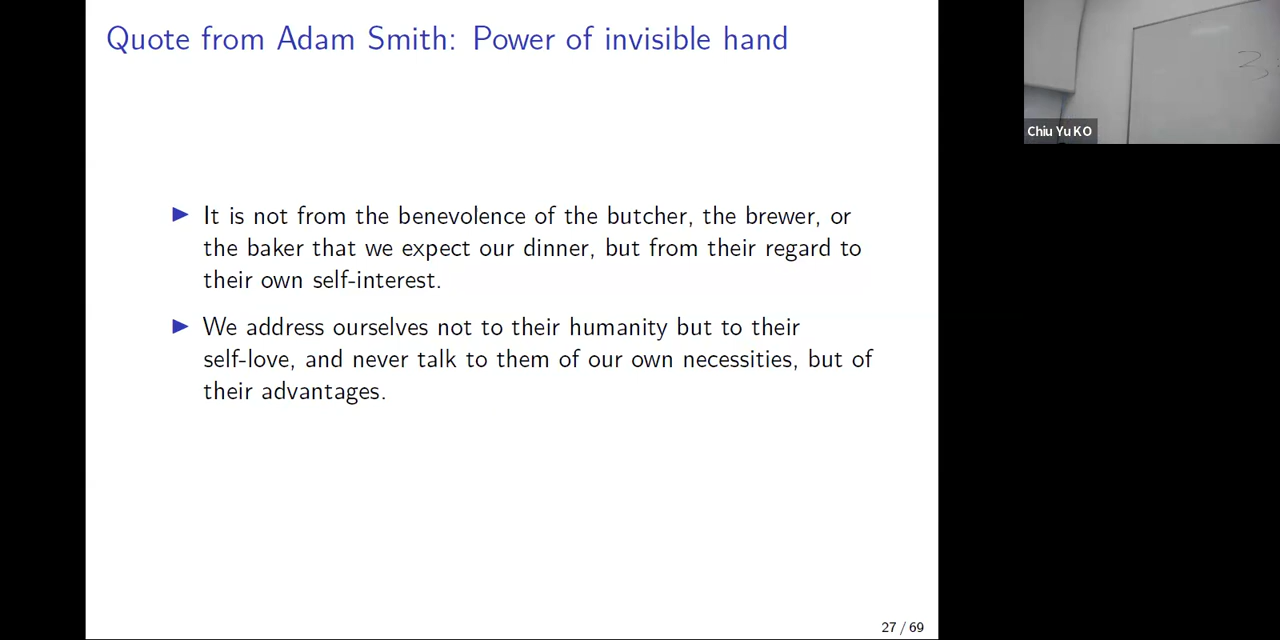 Quote from Adam Smith: Power of invisible hand
▶ It is not from the benevolence of the butcher, the brewer, or
the baker that we expect our dinner, but from their regard to
their own self-interest.
▶ We address ourselves not to their humanity but to their
self-love, and never talk to them of our own necessities, but of
their advantages.
27 / 69
Chiu Yu KO
3